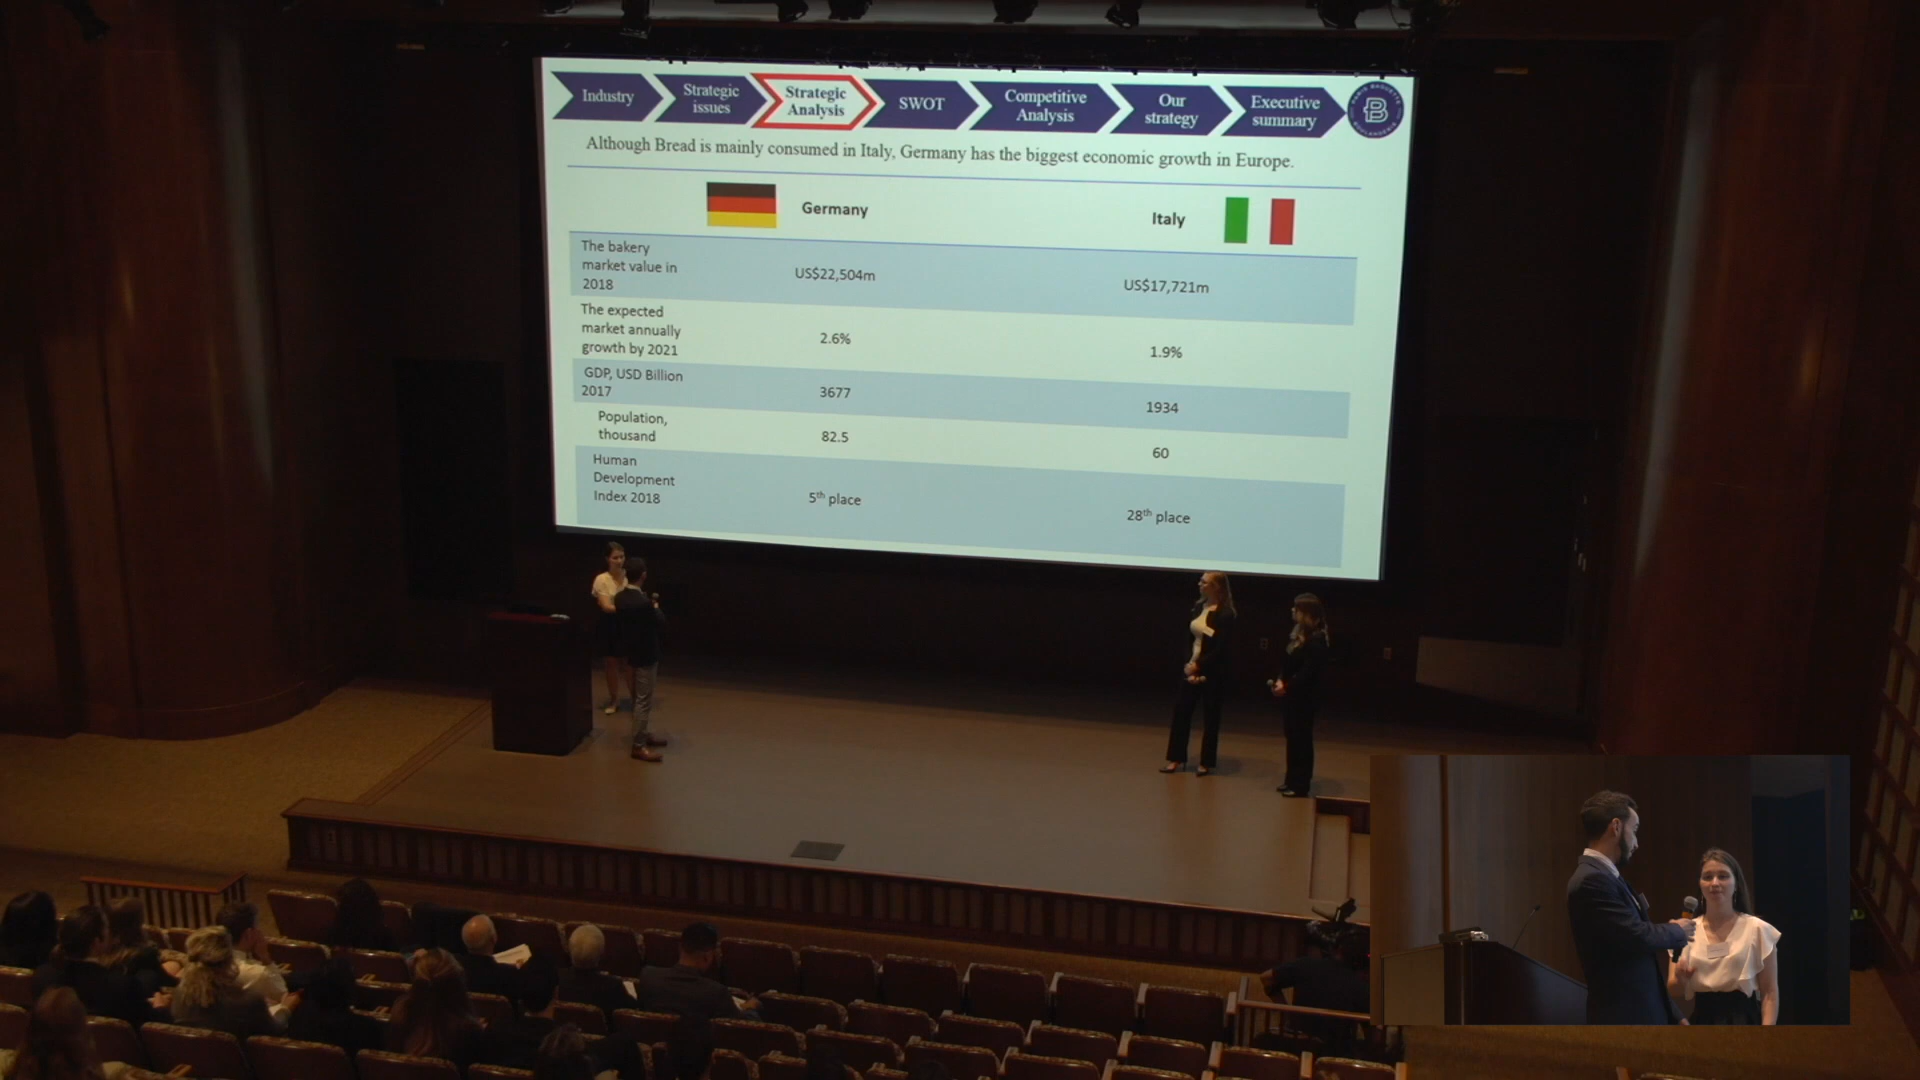 Industry
Strategic
issues
Strategic
Analysis
SWOT
Competitive
Analysis
Our
strategy
Executive
summary
PARIS BAGUETTE
B
Although Bread is mainly consumed in Italy, Germany has the biggest economic growth in Europe.
Germany
Italy
The bakery
market value in
2018
US$22,504m
US$17,721m
The expected
market annually
growth by 2021
2.6%
1.9%
GDP, USD Billion
2017
3677
1934
Population,
thousand
82.5
60
Human
Development
Index 2018
5th place
28th place